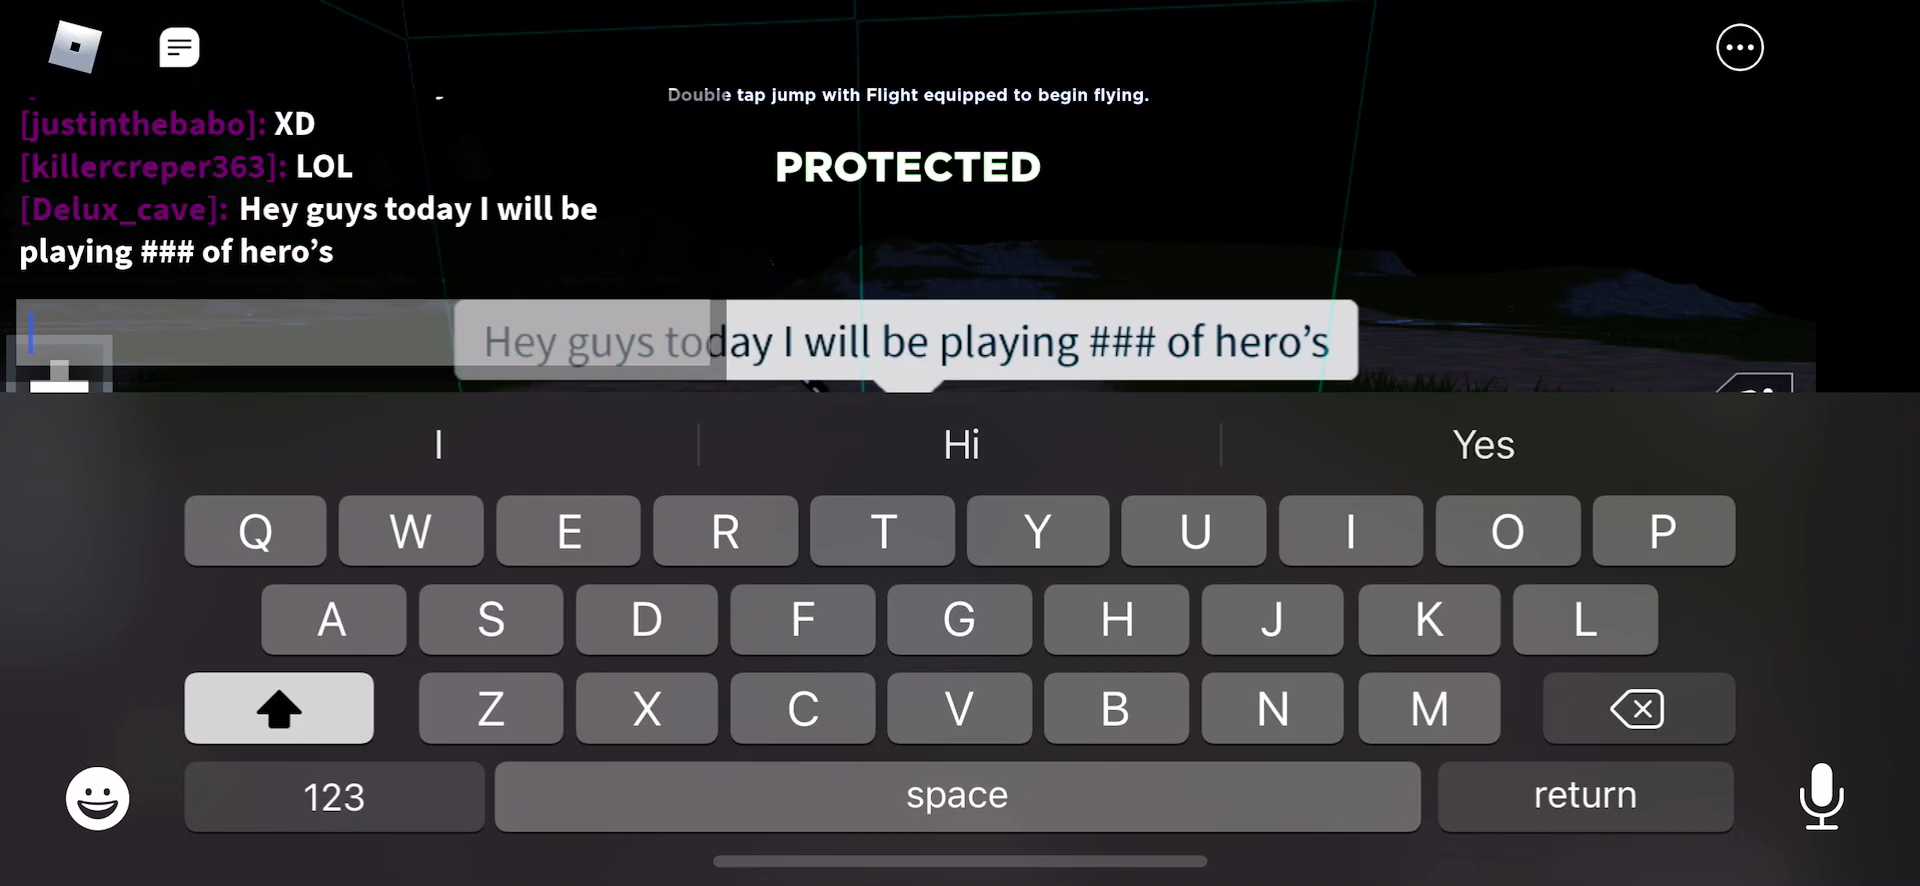 Double tap jump with Flight equipped to begin flying.
[justinthebabo]: XD
PROTECTED
[killercreper363]: LOL
[Delux_cave]: Hey guys today I will be
playing ### of hero’s
Hey guys today I will be playing ### of hero’s
I Hi Yes
Q W E R T Y U I O P
A S D F G H J K L
Z X C V B N M
123 space return